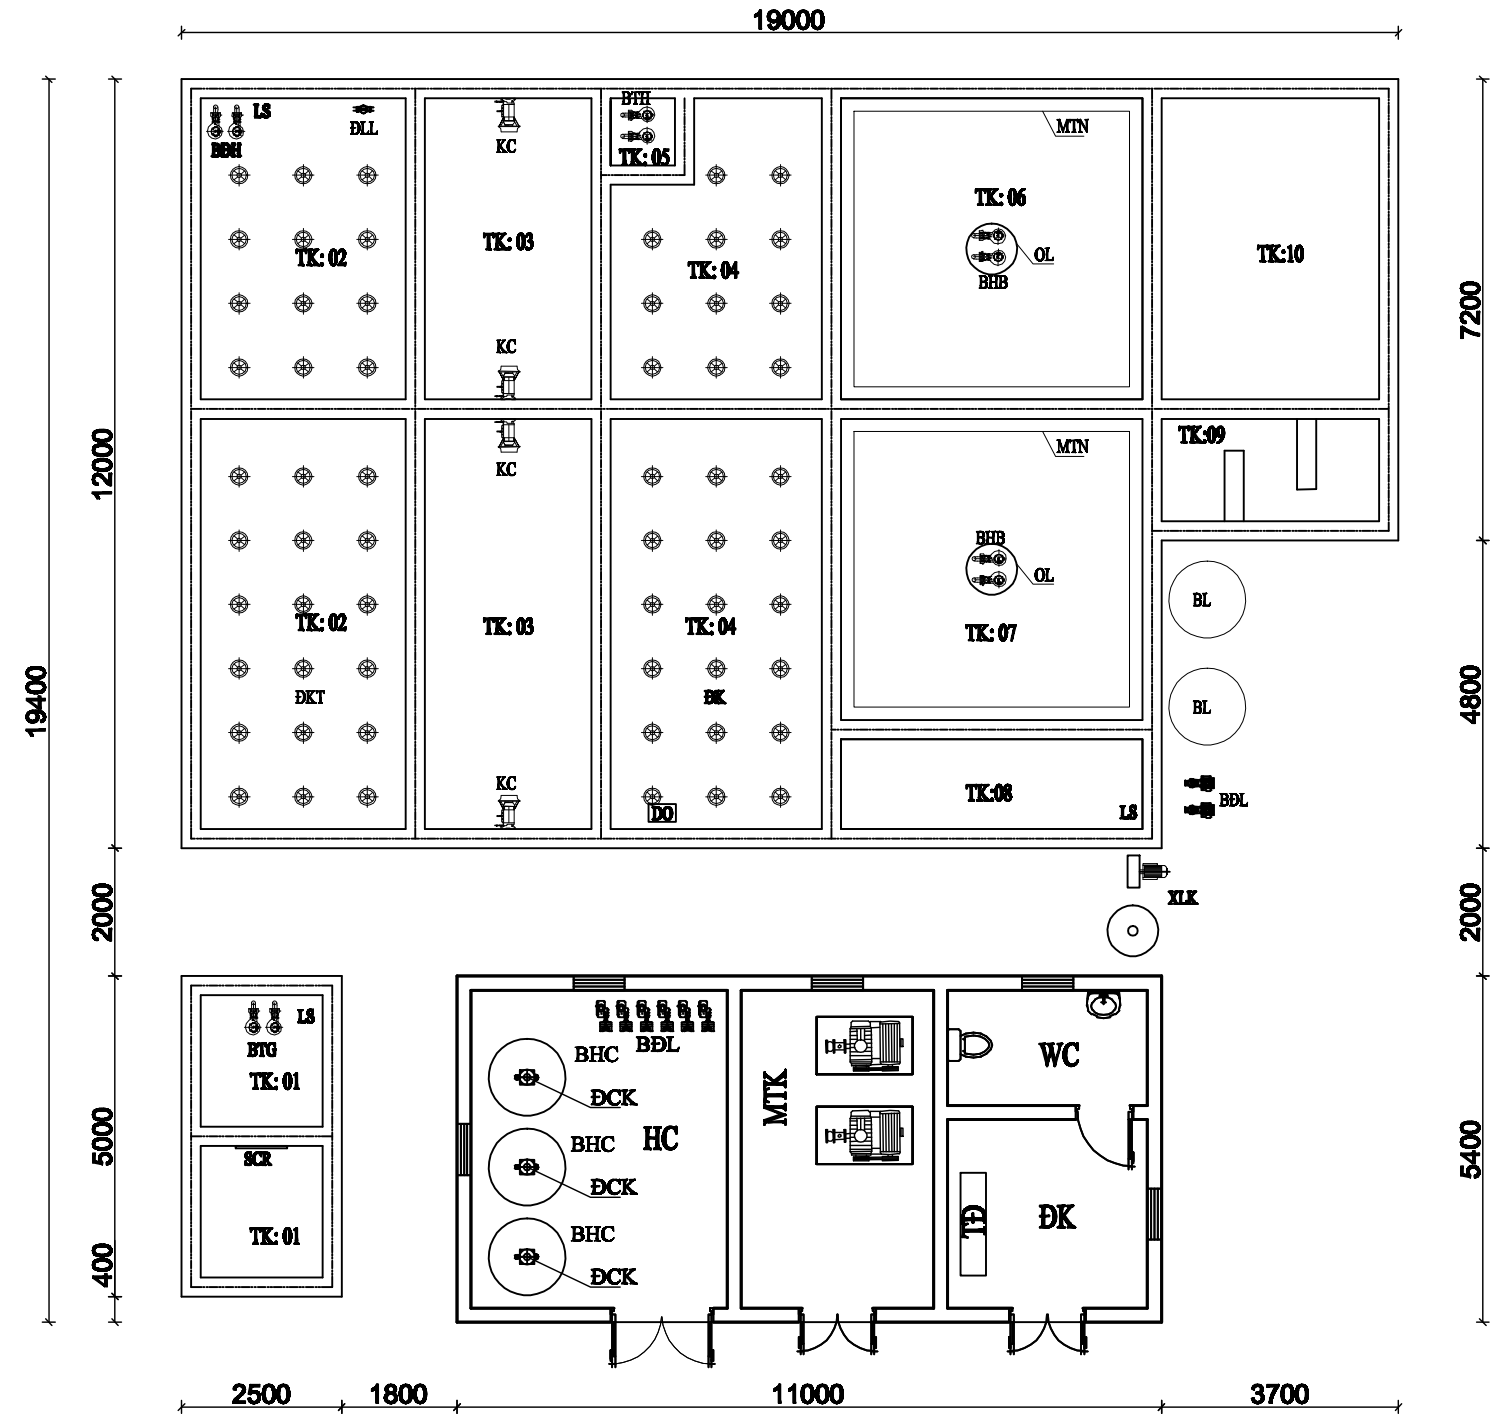 19000
LS
ĐLL
BĐH
KC
BTH
TK: 05
MTN
TK: 06
OL
BHB
TK:10
TK: 02
TK: 03
TK: 04
KC
KC
7200
12000
MTN
TK:09
BHB
OL
TK: 02
TK: 03
TK: 04
TK: 07
BL
BL
ĐKT
ĐK
KC
DO
TK:08
LS
BĐL
4800
19400
XLK
2000
2000
LS
BTG
TK: 01
SCR
TK: 01
5000
400
BĐL
BHC
ĐCK
HC
BHC
ĐCK
BHC
ĐCK
MTK
WC
TĐ
ĐK
5400
2500
1800
11000
3700